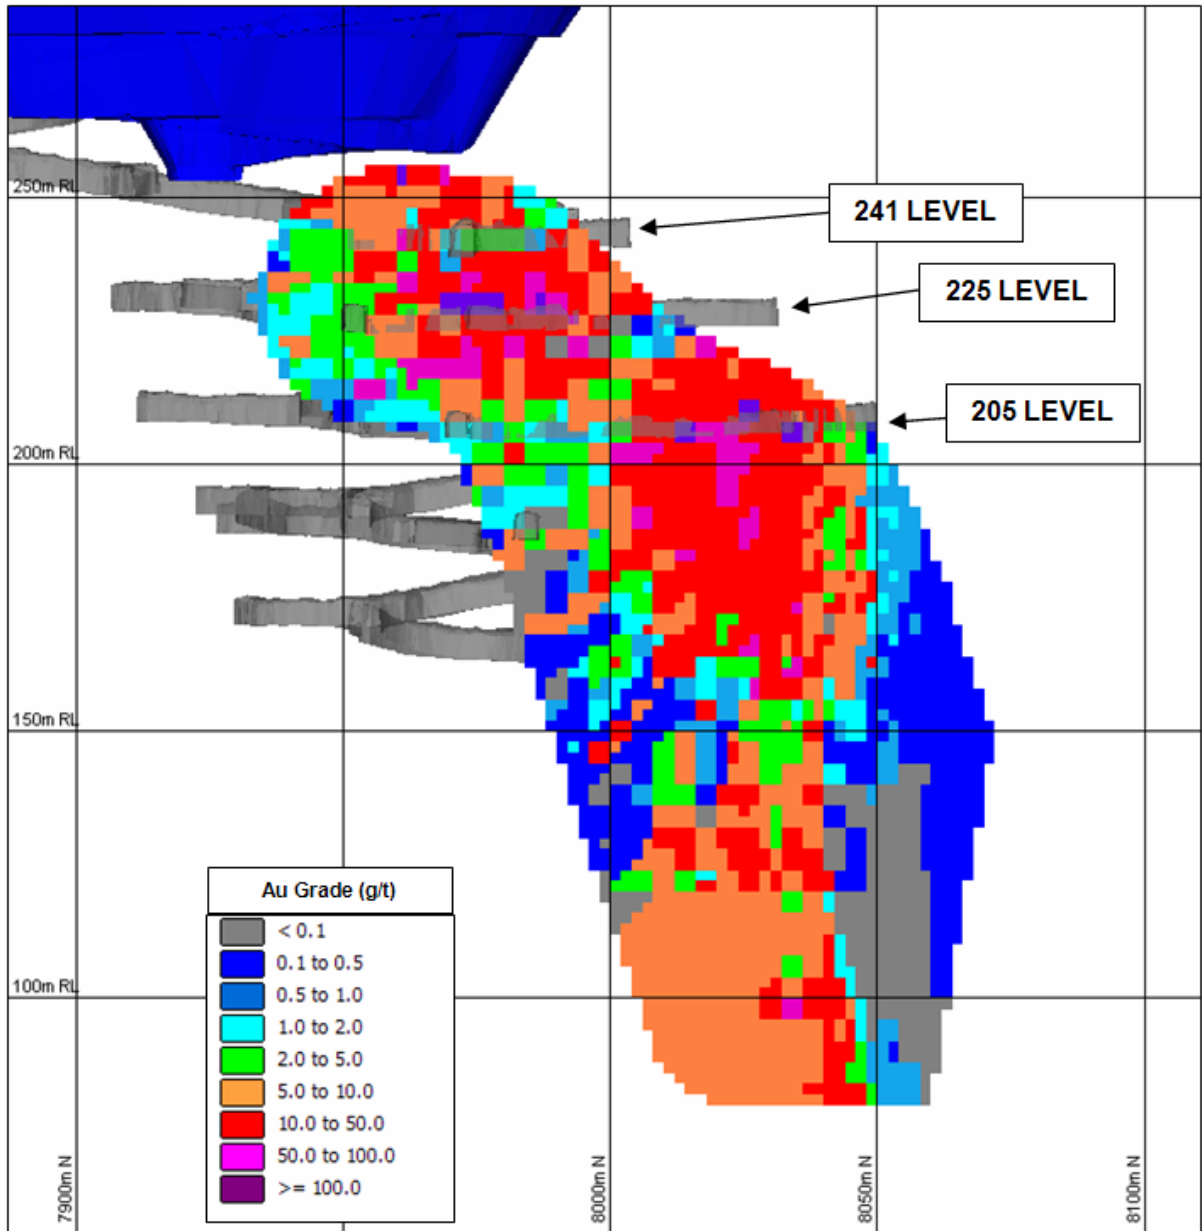 250m RL
241 LEVEL
225 LEVEL
205 LEVEL
200m RL
150m RL
100m RL
Au Grade (g/t)
< 0.1
0.1 to 0.5
0.5 to 1.0
1.0 to 2.0
2.0 to 5.0
5.0 to 10.0
10.0 to 50.0
50.0 to 100.0
>= 100.0
7900m N
8000m N
8050m N
8100m N